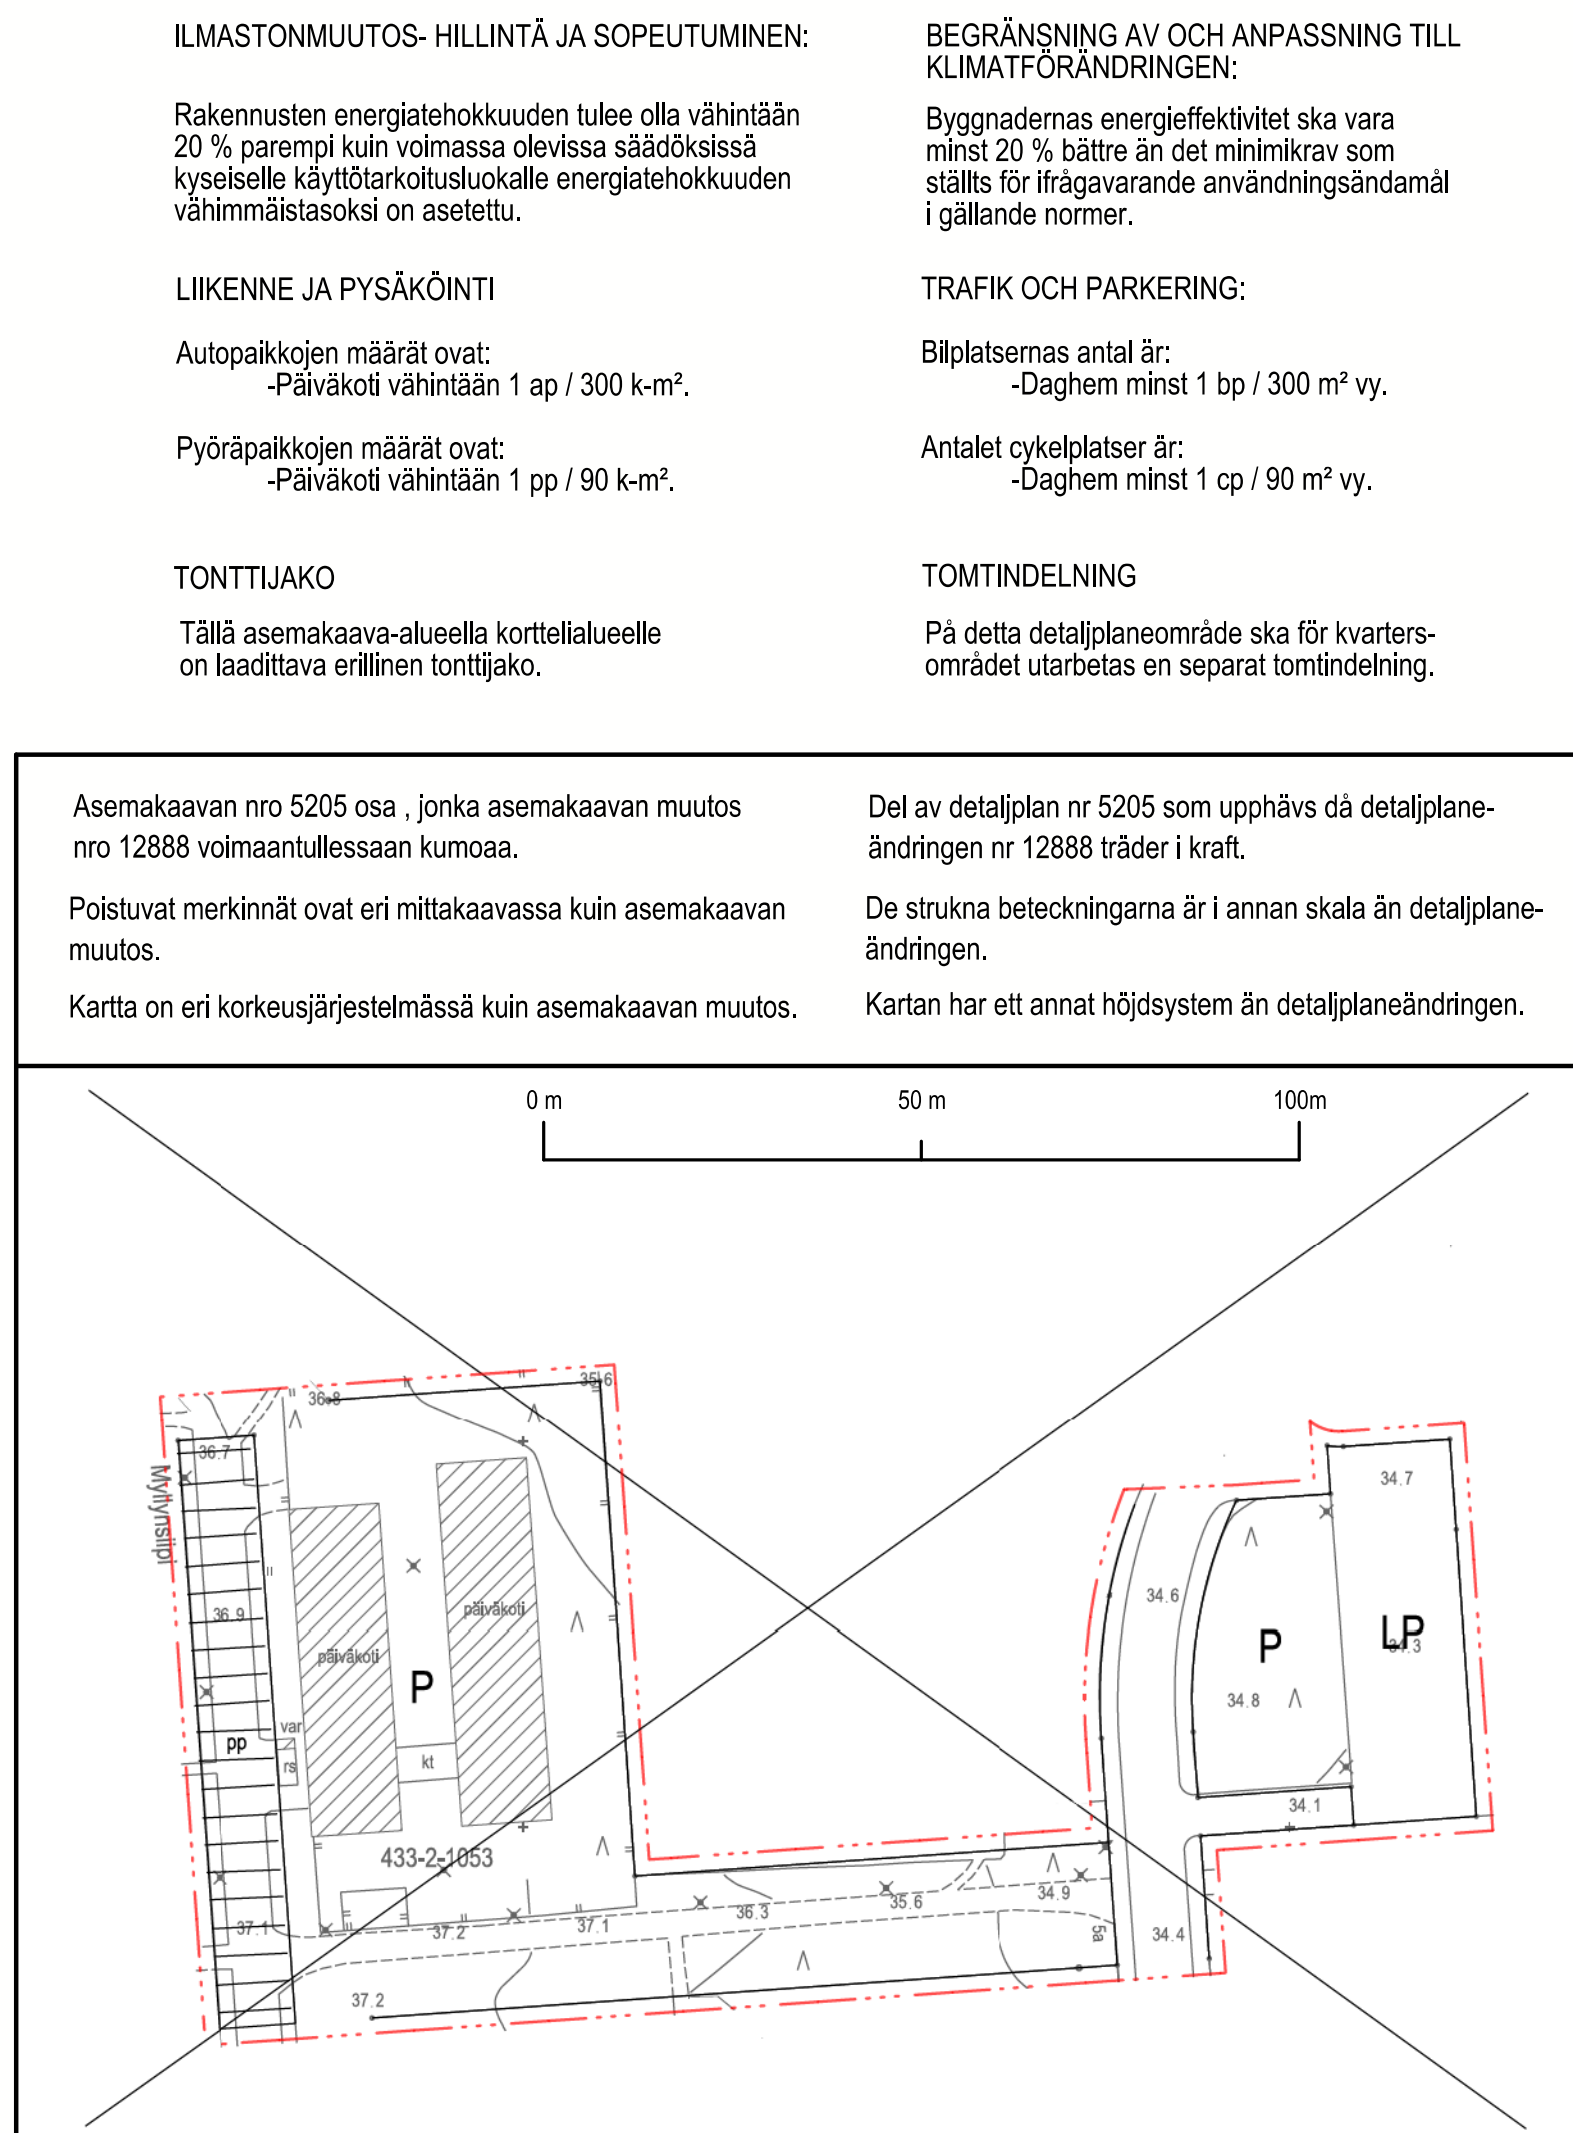 ILMASTONMUUTOS- HILLINTÄ JA SOPEUTUMINEN:
Rakennusten energiatehokkuuden tulee olla vähintään
20 % parempi kuin voimassa olevissa säädöksissä
kyseiselle käyttötarkoitusluokalle energiatehokkuuden
vähimmäistasoksi on asetettu.
LIIKENNE JA PYSÄKÖINTI
Autopaikkojen määrät ovat:
-Päiväkoti vähintään 1 ap / 300 k-m².
Pyöräpaikkojen määrät ovat:
-Päiväkoti vähintään 1 pp / 90 k-m².
TONTTIJAKO
Tällä asemakaava-alueella korttelialueelle
on laadittava erillinen tonttijako.
BEGRÄNSNING AV OCH ANPASSNING TILL
KLIMATFÖRÄNDRINGEN:
Byggnadernas energieffektivitet ska vara
minst 20 % bättre än det minimikrav som
ställts för ifrågavarande användningsändamål
i gällande normer.
TRAFIK OCH PARKERING:
Bilplatsernas antal är:
-Daghem minst 1 bp / 300 m² vy.
Antalet cykelplatser är:
-Daghem minst 1 cp / 90 m² vy.
TOMTINDELNING
På detta detaljplaneområde ska för kvarters-
området utarbetas en separat tomtindelning.
Asemakaavan nro 5205 osa , jonka asemakaavan muutos
nro 12888 voimaantullessaan kumoaa.
Poistuvat merkinnät ovat eri mittakaavassa kuin asemakaavan
muutos.
Kartta on eri korkeusjärjestelmässä kuin asemakaavan muutos.
Del av detaljplan nr 5205 som upphävs då detaljplane-
ändringen nr 12888 träder i kraft.
De strukna beteckningarna är i annan skala än detaljplane-
ändringen.
Kartan har ett annat höjdsystem än detaljplaneändringen.
0 m
50 m
100m
35.6
36.8
36.7
Myllynsiipi
34.7
34.6
36.9
päiväkoti
päiväkoti
P
P
LP
34.3
34.8
var
pp
rs
kt
34.1
433-2-1053
34.9
35.6
36.3
37.1
37.2
37.1
5a
34.4
37.2